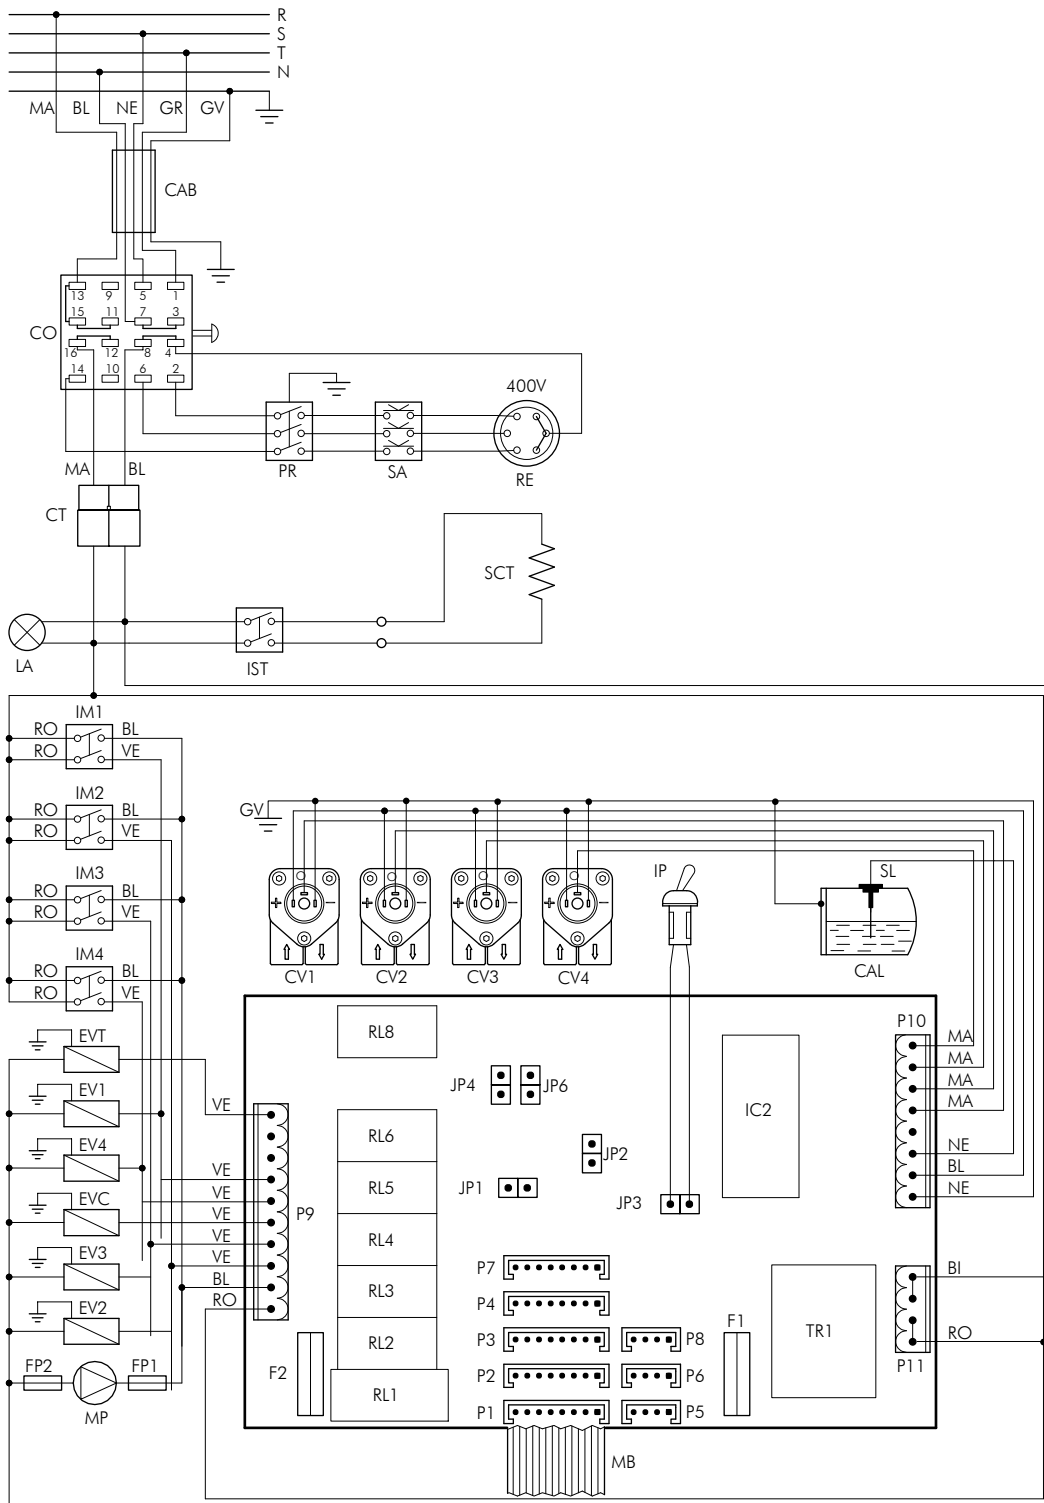 R
S
T
N
MA BL NE GR GV
CAB
13 9 5 1
15 11 7 3
CO
16 12 8 4
14 10 6 2
400V
PR SA RE
MA BL
CT
SCT
LA IST
IM1
RO BL
RO VE
IM2
RO BL
RO VE
IM3
RO BL
RO VE
IM4
RO BL
RO VE
GV
IP
SL
CV1 CV2 CV3 CV4 CAL
EVT
EV1
EV4
EVC
EV3
EV2
FP2 FP1
MP
VE
VE
VE
VE
VE
VE
BL
RO
P9
F2
RL8
RL6
RL5
RL4
RL3
RL2
RL1
JP4 JP6
JP2
JP1
JP3
IC2
P7
P4
P3 P8
P2 P6
P1 P5
F1
TR1
P10
MA
MA
MA
MA
NE
BL
NE
BI
RO
P11
MB